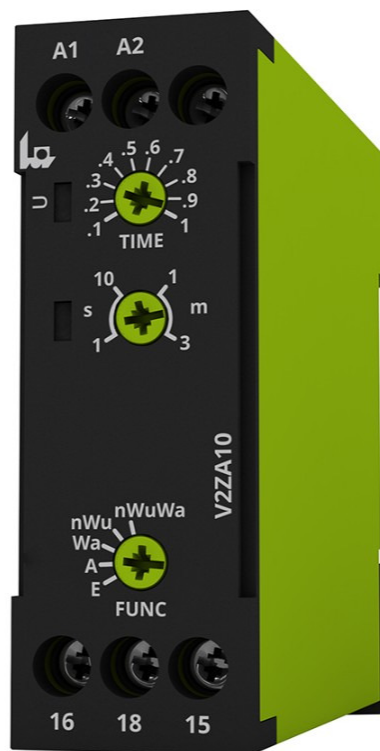 A1 A2
.1 .2 .3 .4 .5 .6 .7 .8 .9 1
U
TIME
10 1
s m
1 3
V2ZA10
nWuWa
nWu
Wa
A
E
FUNC
16 18 15